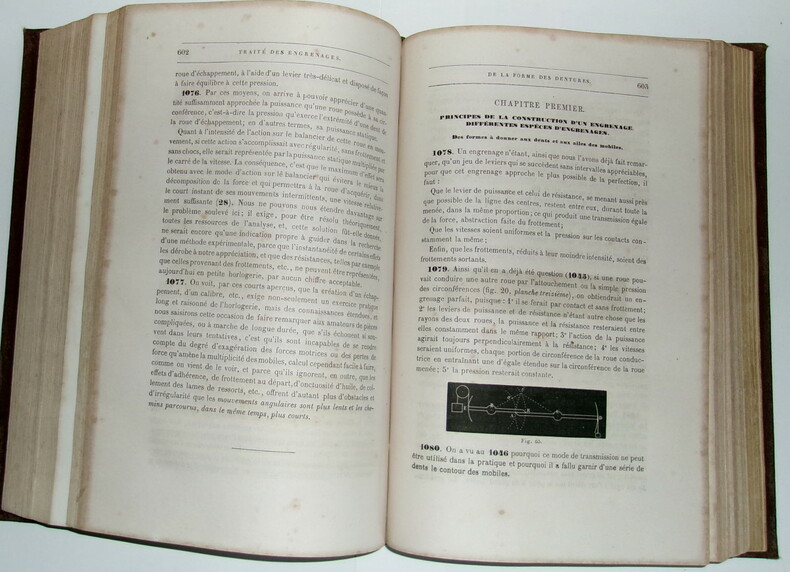 602
TRAITÉ DES ENGRENAGES.
roue d'échappement, à l'aide d'un levier très-délicat et disposé de façon
à faire équilibre à cette pression.
1076. Par ces moyens, on arrive à pouvoir apprécier d'une quan-
tité suffisamment approchée la puissance qu'une roue possède à sa cir-
conférence, c'est-à-dire la pression qu'exerce l'extrémité d'une dent de
la roue d'échappement; en d'autres termes, sa puissance statique.
Quant à l'intensité de l'action sur le balancier de cette roue en mou-
vement, si cette action s'accomplissait avec régularité, sans frottement et
sans chocs, elle serait représentée par la puissance statique multipliée par
le carré de la vitesse. La conséquence, c'est que le maximum d'effet sera
obtenu avec le mode d'action sur le balancier qui évitera le mieux la
décomposition de la force et qui permettra à la roue d'acquérir, dans
le court instant de ses mouvements intermittents, une vitesse relative-
ment suffisante (28). Nous ne pouvons nous étendre davantage sur
le problème soulevé ici; il exige, pour être résolu théoriquement,
toutes les ressources de l'analyse, et, cette solution fût-elle donnée,
ne serait encore qu'une indication propre à guider dans la recherche
d'une méthode expérimentale, parce que l'instantanéité de certains effets
les dérobe à notre appréciation, et que des résistances, telles par exemple
que celles provenant des frottements, etc., ne peuvent être représentées,
aujourd'hui en petite horlogerie, par aucun chiffre acceptable.
1077. On voit, par ces courts aperçus, que la création d'un échap-
pement, d'un calibre, etc., exige non-seulement un exercice pratique
long et raisonné de l'horlogerie, mais des connaissances étendues, et
nous saisirons cette occasion de faire remarquer aux amateurs de pièces
compliquées, ou à marche de longue durée, que s'ils échouent si sou-
vent dans leurs tentatives, c'est qu'ils sont incapables de se rendre
compte du degré d'exagération des forces motrices ou des pertes de
force qu'amène la multiplicité des mobiles, calcul cependant facile à faire,
comme on vient de le voir, et parce qu'ils ignorent, en outre, que les
effets d'adhérence, de frottement au départ, d'onctuosité d'huile, de col-
lement des lames de ressorts, etc., offrent d'autant plus d'obstacles et
d'irrégularité que les mouvements angulaires sont plus lents et les che-
mins parcourus, dans le même temps, plus courts.
DE LA FORME DES DENTURES.
603
CHAPITRE PREMIER.
PRINCIPES DE LA CONSTRUCTION D'UN ENGRENAGE
DIFFÉRENTES ESPÈCES D'ENGRENAGES.
Des formes à donner aux dents et aux ailes des mobiles.
1078. Un engrenage n'étant, ainsi que nous l'avons déjà fait remar-
quer, qu'un jeu de leviers qui se succèdent sans intervalles appréciables,
pour que cet engrenage approche le plus possible de la perfection, il
faut :
Que le levier de puissance et celui de résistance, se menant aussi près
que possible de la ligne des centres, restent entre eux, durant toute la
menée, dans la même proportion; ce qui produit une transmission égale
de la force, abstraction faite du frottement;
Que les vitesses soient uniformes et la pression sur les contacts con-
stamment la même;
Enfin, que les frottements, réduits à leur moindre intensité, soient des
frottements sortants.
1079. Ainsi qu'il en a déjà été question (1045), si une roue pou-
vait conduire une autre roue par l'attouchement ou la simple pression
des circonférences (fig. 20, planche treizième), on obtiendrait un en-
grenage parfait, puisque : 1° il se ferait par contact et sans frottement;
2° les leviers de puissance et de résistance n'étant autre chose que les
rayons des deux roues, la puissance et la résistance resteraient entre
elles constamment dans le même rapport; 3° l'action de la puissance
agirait toujours perpendiculairement à la résistance; 4° les vitesses
seraient uniformes, chaque portion de circonférence de la roue conduc-
trice en entraînant une d'égale étendue sur la circonférence de la roue
menée; 5° la pression resterait constante.
Fig. 65.
1080. On a vu au 1046 pourquoi ce mode de transmission ne peut
être utilisé dans la pratique et pourquoi il a fallu garnir d'une série de
dents le contour des mobiles.